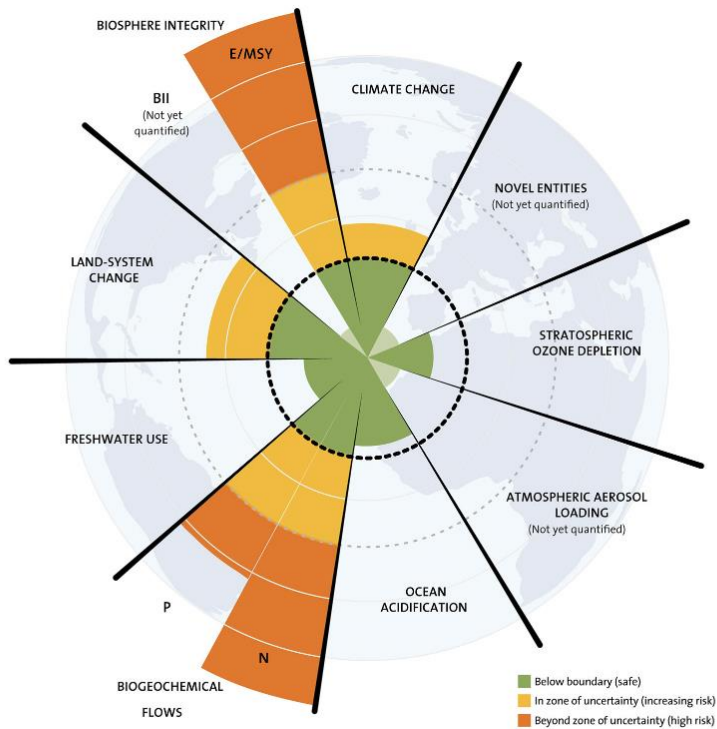 BIOSPHERE INTEGRITY
E/MSY
BII
(Not yet
quantified)
CLIMATE CHANGE
NOVEL ENTITIES
(Not yet quantified)
LAND-SYSTEM
CHANGE
STRATOSPHERIC
OZONE DEPLETION
FRESHWATER USE
ATMOSPHERIC AEROSOL
LOADING
(Not yet quantified)
OCEAN
ACIDIFICATION
P
N
BIOGEOCHEMICAL
FLOWS
Below boundary (safe)
In zone of uncertainty (increasing risk)
Beyond zone of uncertainty (high risk)